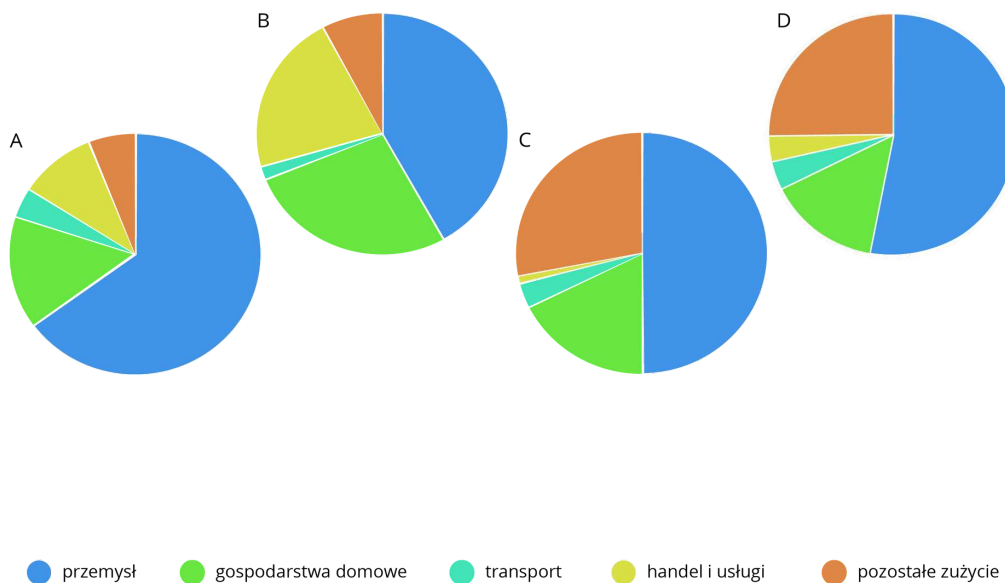 A
B
C
D
przemysł
gospodarstwa domowe
transport
handel i usługi
pozostałe zużycie